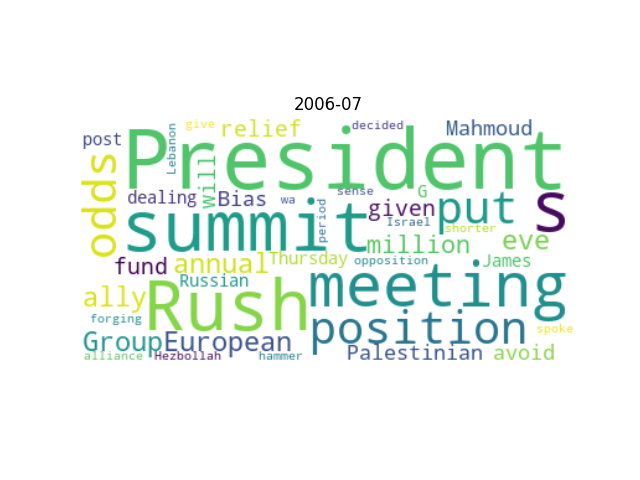 2006-07
give relief decided Mahmoud
post Lebanon President
odds will dealing Bias wa sense G s
summit period given Israel put
million shorter eve
fund annual Thursday opposition James
Russian meeting
ally Rush
forging position spoke
Group European
alliance Hezbollah hammer Palestinian avoid